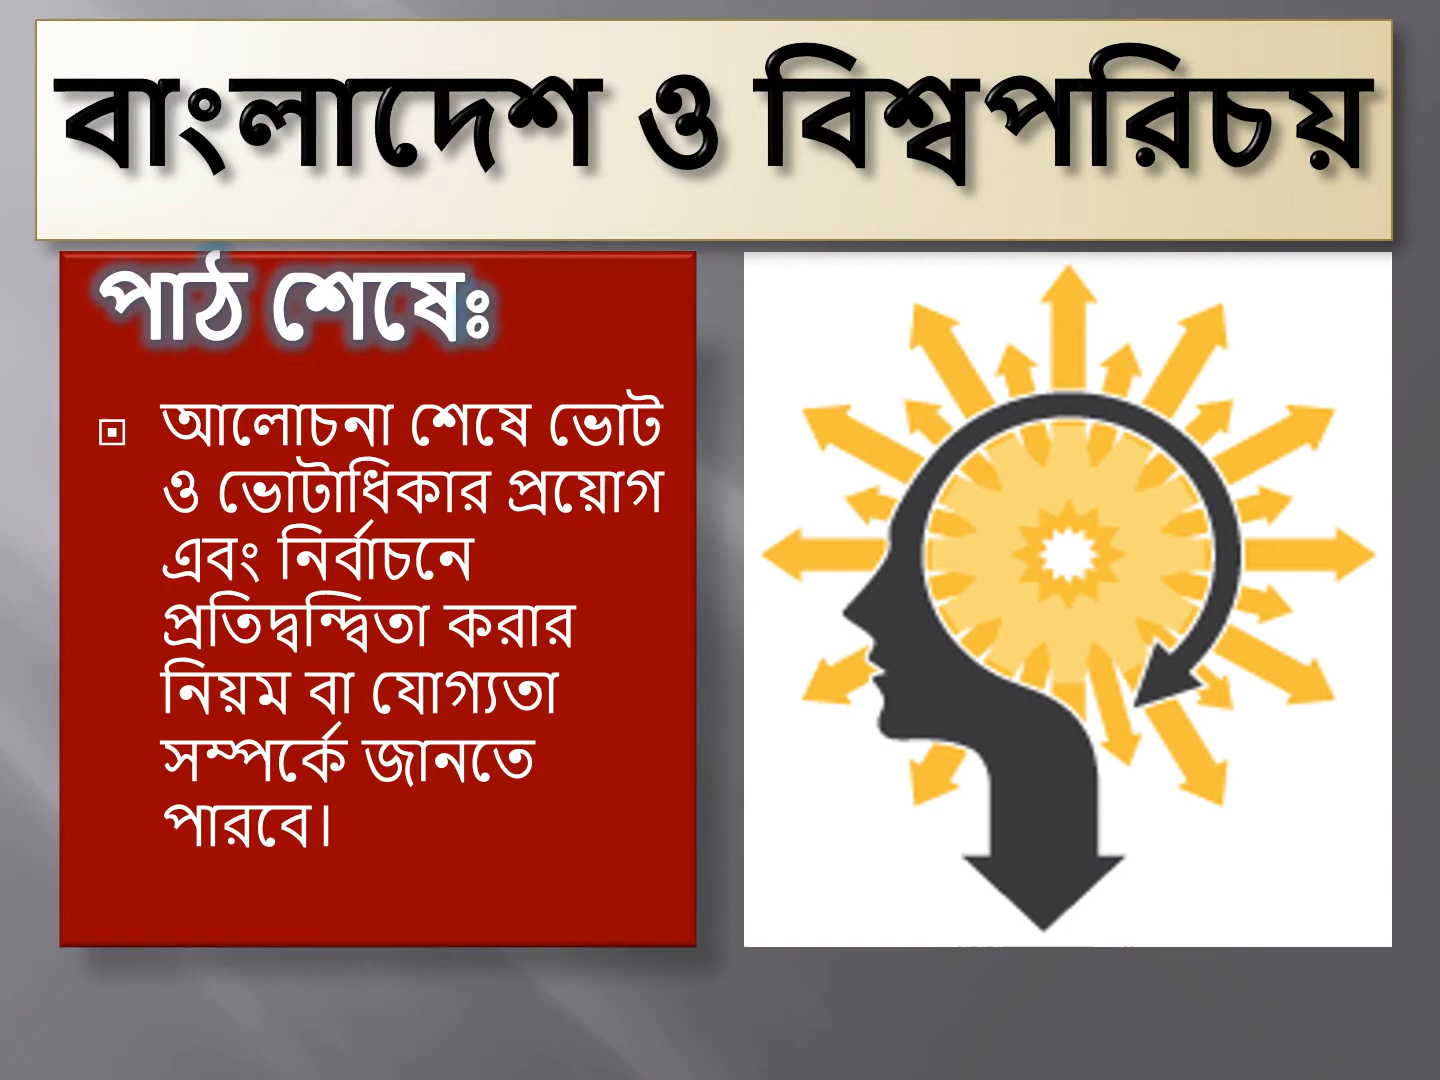 বাংলাদেশ ও বিশ্বপরিচয়
পাঠ শেষেঃ
আলোচনা শেষে ভোট
ও ভোটাধিকার প্রয়োগ
এবং নির্বাচনে
প্রতিদ্বন্দ্বিতা করার
নিয়ম বা যোগ্যতা
সম্পর্কে জানতে
পারবে।